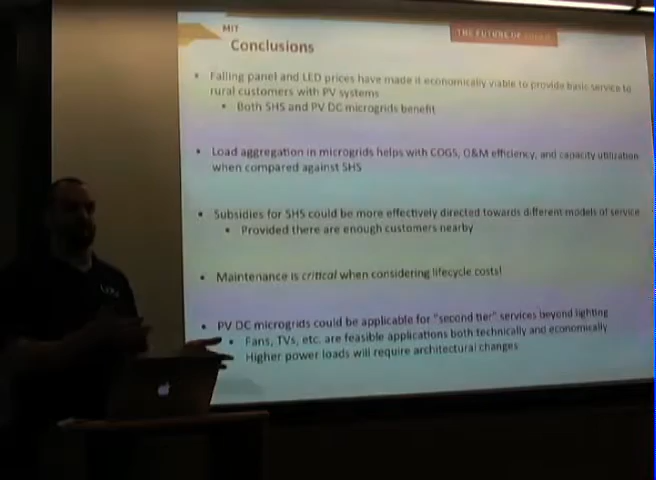 MIT
THE FUTURE OF
Conclusions
• Falling panel and LED prices have made it economically viable to provide basic service to
rural customers with PV systems
• Both SHS and PV DC microgrids benefit
• Load aggregation in microgrids helps with COGS, O&M efficiency, and capacity utilization
when compared against SHS
• Subsidies for SHS could be more effectively directed towards different models of service
• Provided there are enough customers nearby
• Maintenance is critical when considering lifecycle costs!
• PV DC microgrids could be applicable for "second tier" services beyond lighting
• Fans, TVs, etc. are feasible applications both technically and economically
• Higher power loads will require architectural changes